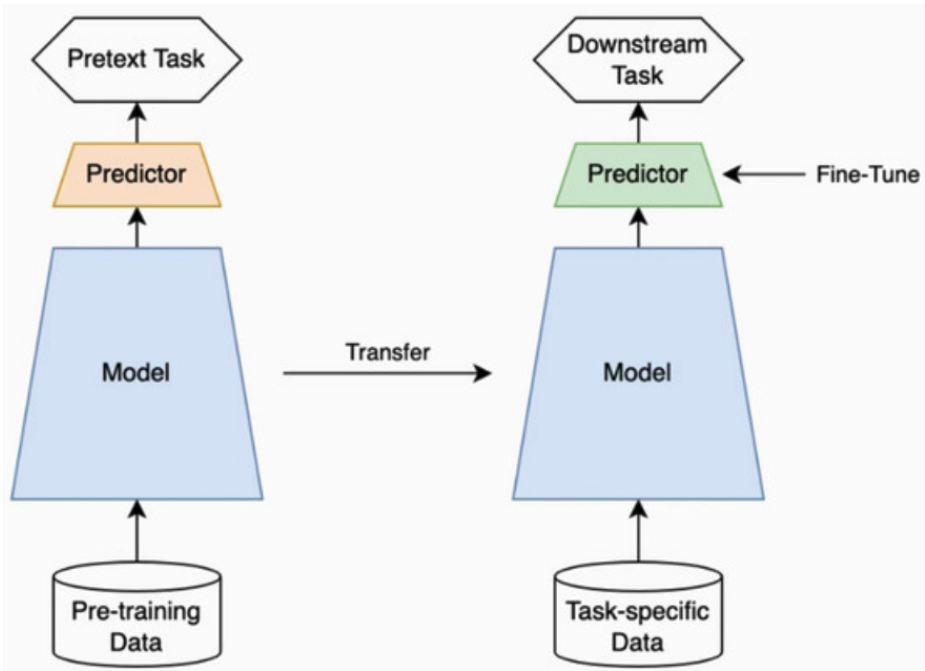 Pretext Task
Downstream
Task
Predictor
Predictor
Fine-Tune
Model
Transfer
Model
Pre-training
Data
Task-specific
Data